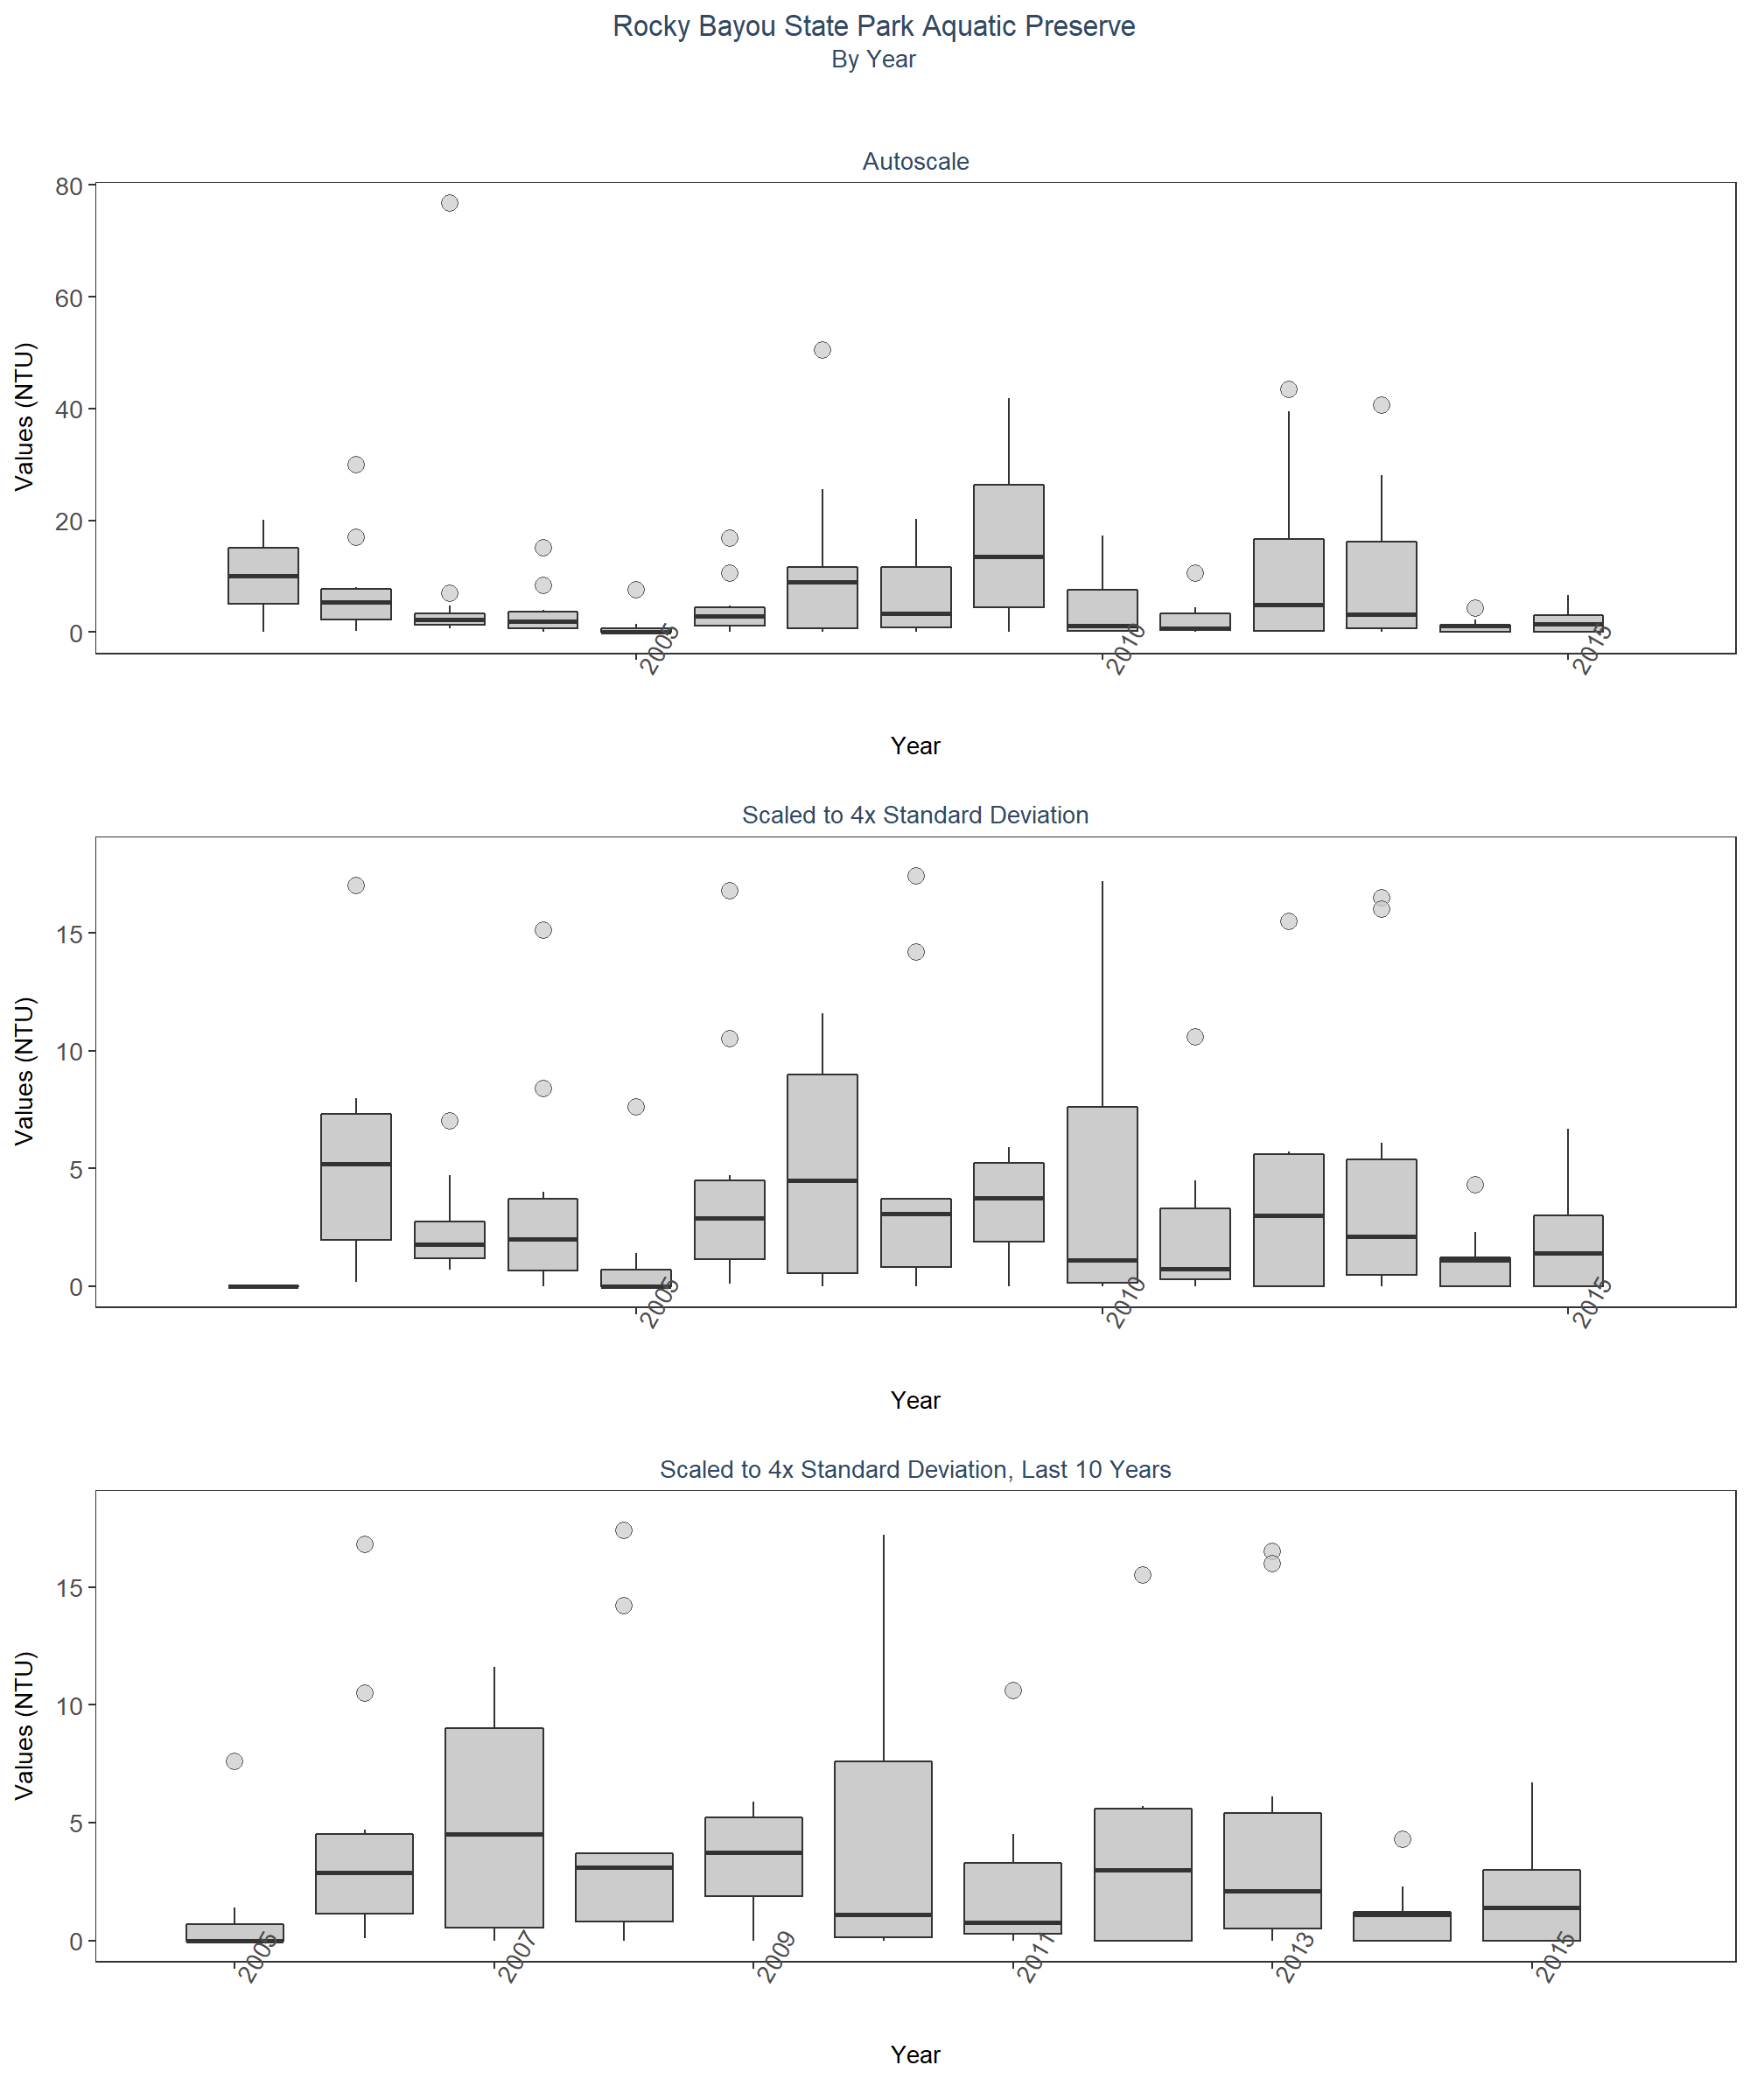 Rocky Bayou State Park Aquatic Preserve
By Year
Autoscale
80
60
40
20
0
Values (NTU)
2005
2010
2015
Year
Scaled to 4x Standard Deviation
15
10
5
0
Values (NTU)
2005
2010
2015
Year
Scaled to 4x Standard Deviation, Last 10 Years
15
10
5
0
Values (NTU)
2005
2007
2009
2011
2013
2015
Year